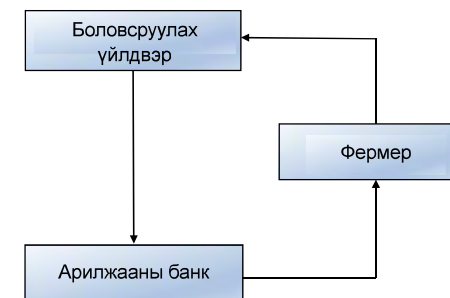 Боловсруулах
үйлдвэр
Фермер
Арилжааны банк